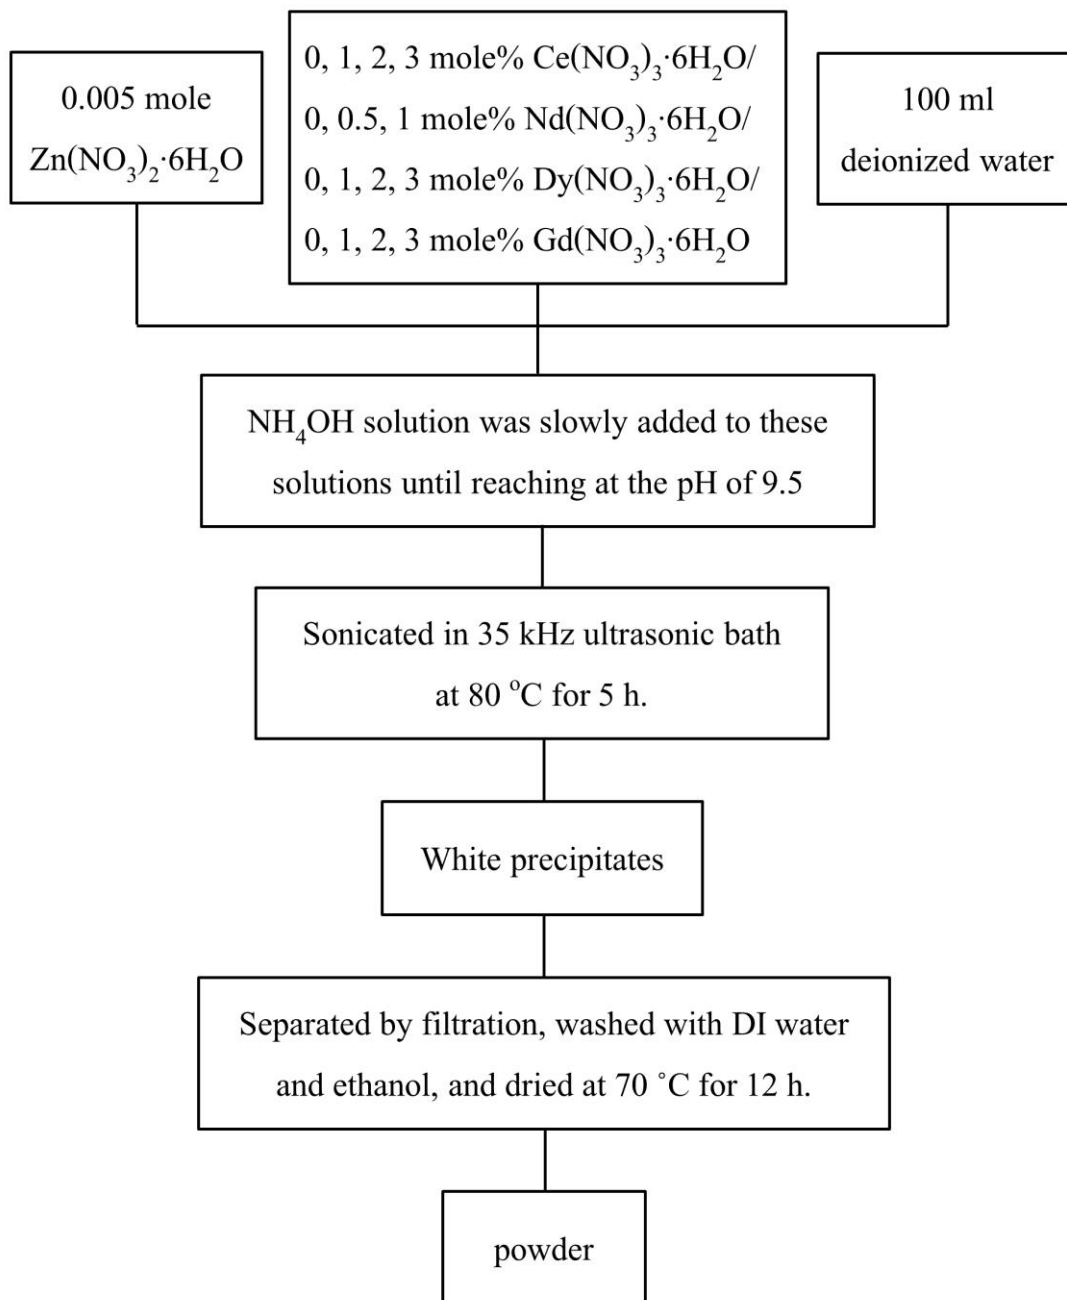 0.005 mole
Zn(NO₃)₂·6H₂O
0, 1, 2, 3 mole% Ce(NO₃)₃·6H₂O/
0, 0.5, 1 mole% Nd(NO₃)₃·6H₂O/
0, 1, 2, 3 mole% Dy(NO₃)₃·6H₂O/
0, 1, 2, 3 mole% Gd(NO₃)₃·6H₂O
100 ml
deionized water
NH₄OH solution was slowly added to these
solutions until reaching at the pH of 9.5
Sonicated in 35 kHz ultrasonic bath
at 80 °C for 5 h.
White precipitates
Separated by filtration, washed with DI water
and ethanol, and dried at 70 ˚C for 12 h.
powder